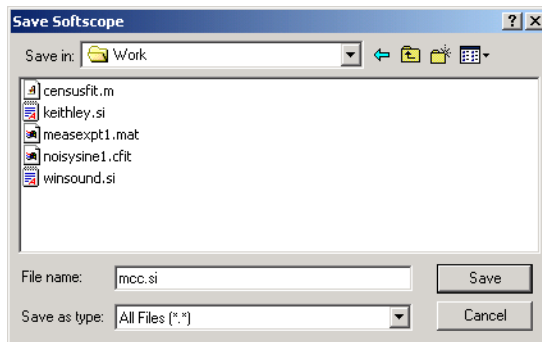 Save Softscope
Save in: Work
censusfit.m
keithley.si
measexpt1.mat
noisysine1.cfit
winsound.si
File name: mcc.si Save
Save as type: All Files (*.*) Cancel